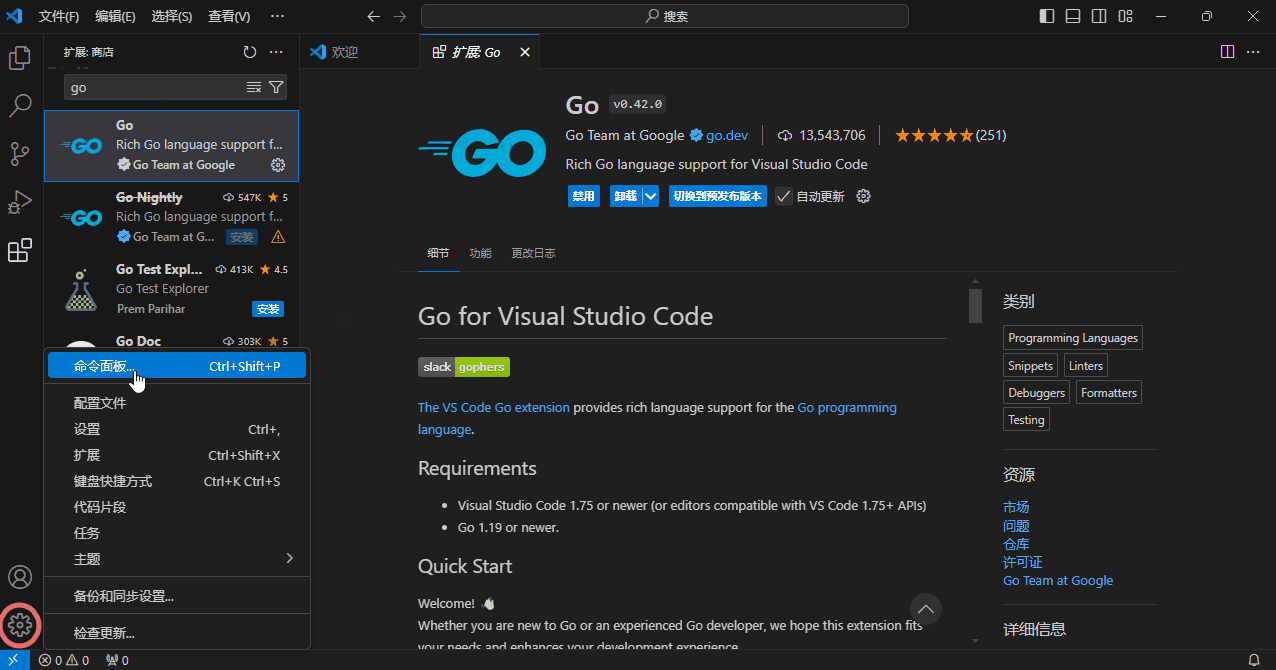 文件(F) 编辑(E) 选择(S) 查看(V) ··· 搜索
扩展: 商店
go
Go
Rich Go language support f...
Go Team at Google
Go Nightly 547K 5
Rich Go language support f...
Go Team at G... 安装
Go Test Expl... 413K 4.5
Go Test Explorer
Prem Parihar 安装
Go Doc 303K 5
命令面板... Ctrl+Shift+P
配置文件
设置 Ctrl+,
扩展 Ctrl+Shift+X
键盘快捷方式 Ctrl+K Ctrl+S
代码片段
任务
主题
备份和同步设置...
检查更新...
欢迎 扩展: Go
GO
Go v0.42.0
Go Team at Google go.dev 13,543,706 (251)
Rich Go language support for Visual Studio Code
禁用 卸载 切换到预发布版本 自动更新
细节 功能 更改日志
Go for Visual Studio Code
slack gophers
The VS Code Go extension provides rich language support for the Go programming
language.
Requirements
• Visual Studio Code 1.75 or newer (or editors compatible with VS Code 1.75+ APIs)
• Go 1.19 or newer.
Quick Start
Welcome! 👋🏻
Whether you are new to Go or an experienced Go developer, we hope this extension fits
your needs and enhances your development experience.
类别
Programming Languages
Snippets Linters
Debuggers Formatters
Testing
资源
市场
问题
仓库
许可证
Go Team at Google
详细信息
0 0 0